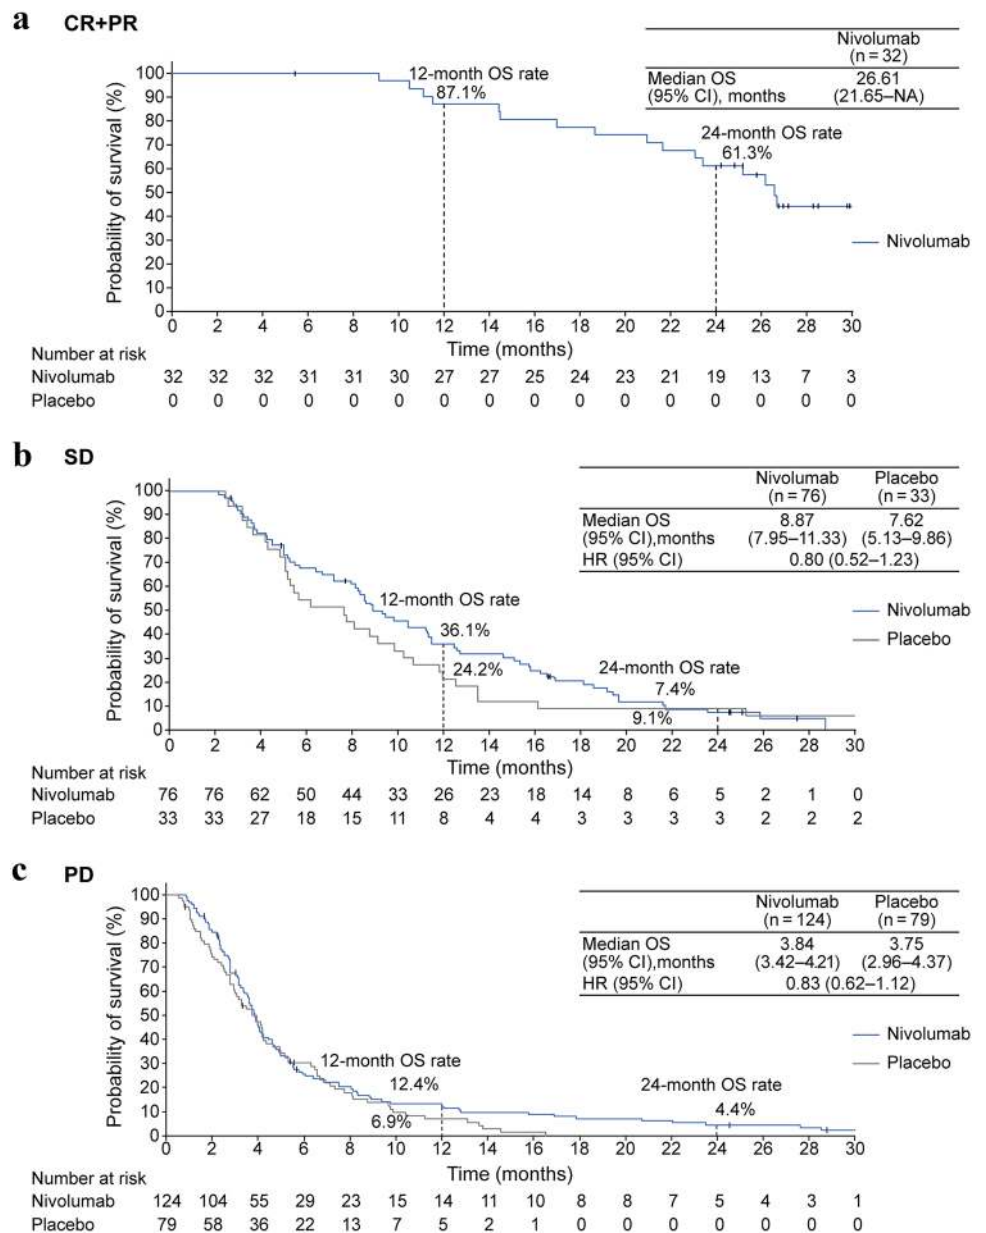 a CR+PR
Nivolumab
(n = 32)
Median OS 26.61
(95% CI), months (21.65–NA)
Probability of survival (%)
100
90
80
70
60
50
40
30
20
10
0
12-month OS rate
87.1%
24-month OS rate
61.3%
Nivolumab
0 2 4 6 8 10 12 14 16 18 20 22 24 26 28 30
Time (months)
Number at risk
Nivolumab 32 32 32 31 31 30 27 27 25 24 23 21 19 13 7 3
Placebo 0 0 0 0 0 0 0 0 0 0 0 0 0 0 0 0
b SD
Nivolumab Placebo
(n = 76) (n = 33)
Median OS 8.87 7.62
(95% CI),months (7.95–11.33) (5.13–9.86)
HR (95% CI) 0.80 (0.52–1.23)
Probability of survival (%)
100
90
80
70
60
50
40
30
20
10
0
12-month OS rate
36.1%
24.2%
24-month OS rate
7.4%
9.1%
Nivolumab
Placebo
0 2 4 6 8 10 12 14 16 18 20 22 24 26 28 30
Time (months)
Number at risk
Nivolumab 76 76 62 50 44 33 26 23 18 14 8 6 5 2 1 0
Placebo 33 33 27 18 15 11 8 4 4 3 3 3 3 2 2 2
c PD
Nivolumab Placebo
(n = 124) (n = 79)
Median OS 3.84 3.75
(95% CI),months (3.42–4.21) (2.96–4.37)
HR (95% CI) 0.83 (0.62–1.12)
Probability of survival (%)
100
90
80
70
60
50
40
30
20
10
0
12-month OS rate
12.4%
6.9%
24-month OS rate
4.4%
Nivolumab
Placebo
0 2 4 6 8 10 12 14 16 18 20 22 24 26 28 30
Time (months)
Number at risk
Nivolumab 124 104 55 29 23 15 14 11 10 8 8 7 5 4 3 1
Placebo 79 58 36 22 13 7 5 2 1 0 0 0 0 0 0 0